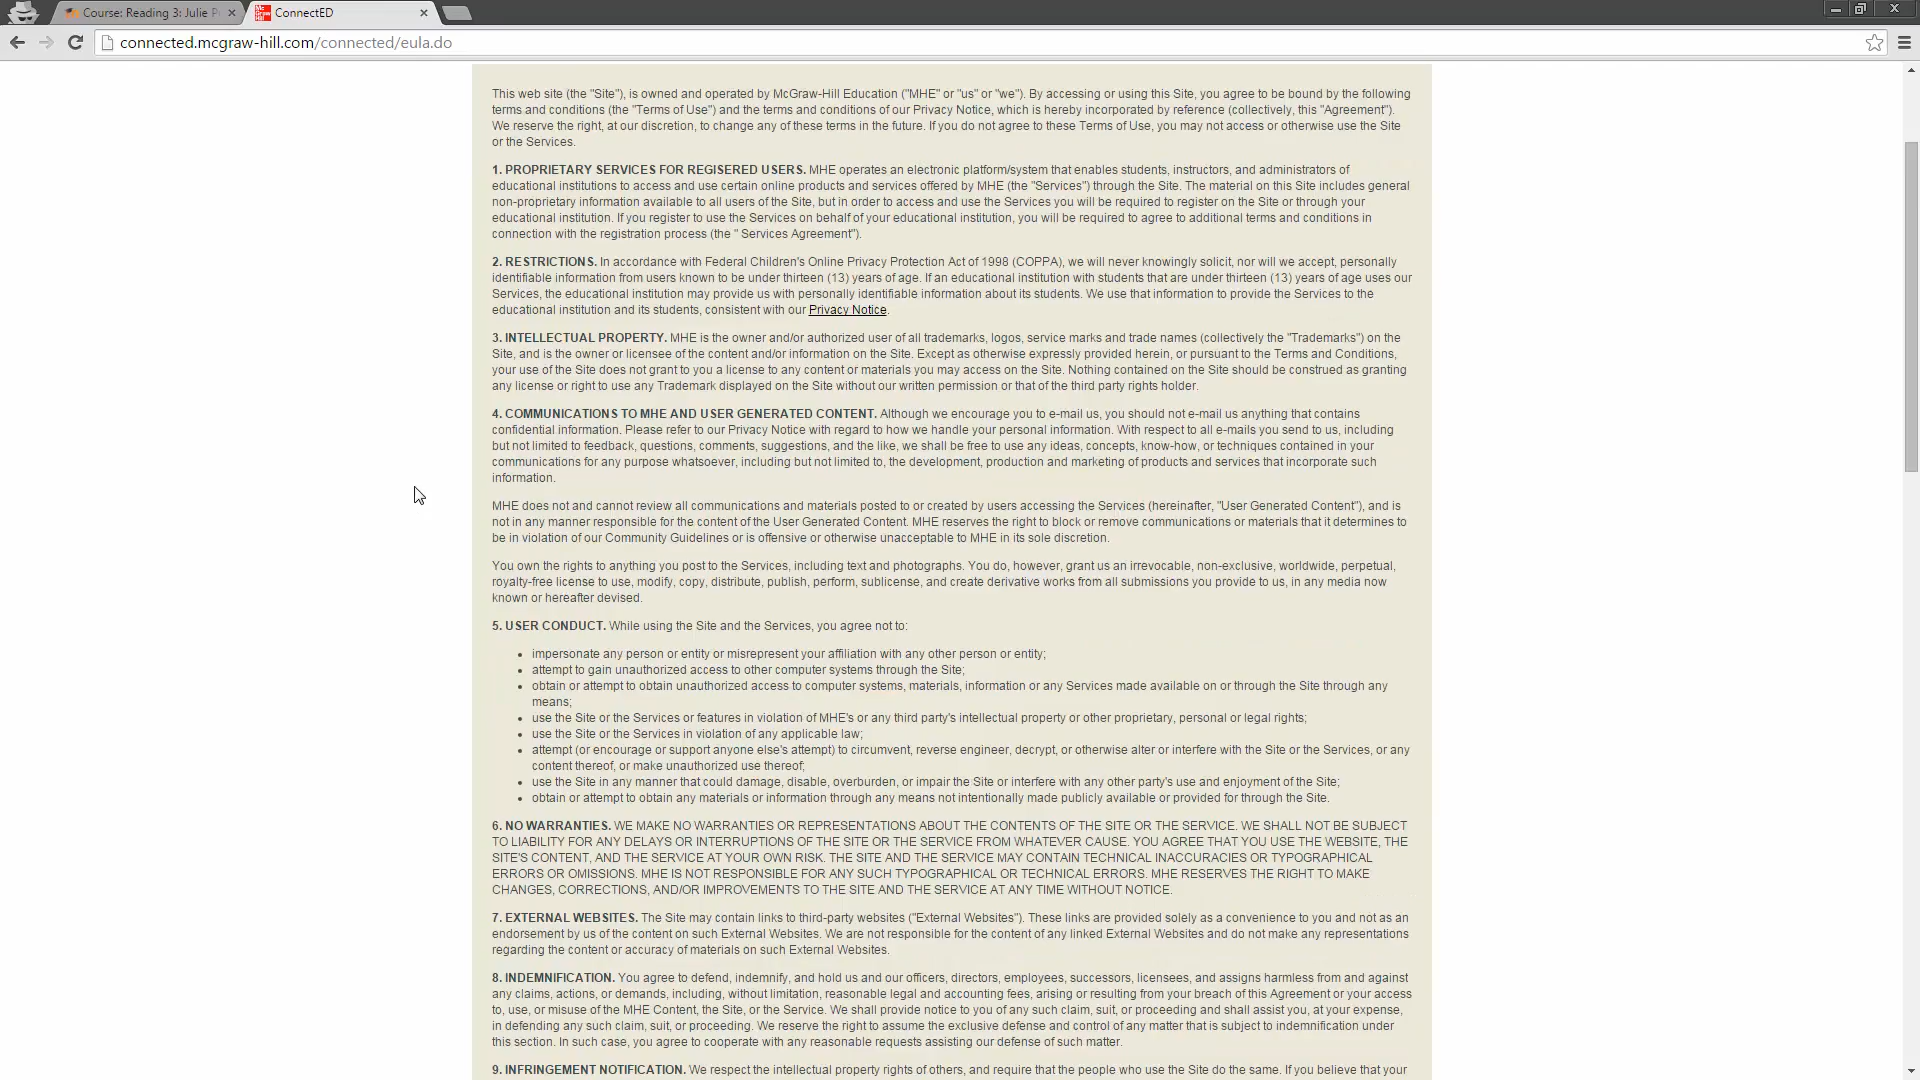 Course: Reading 3: Julie
ConnectED
connected.mcgraw-hill.com/connected/eula.do
This web site (the "Site"), is owned and operated by McGraw-Hill Education ("MHE" or "us" or "we"). By accessing or using this Site, you agree to be bound by the following
terms and conditions (the "Terms of Use") and the terms and conditions of our Privacy Notice, which is hereby incorporated by reference (collectively, this "Agreement").
We reserve the right, at our discretion, to change any of these terms in the future. If you do not agree to these Terms of Use, you may not access or otherwise use the Site
or the Services.
1. PROPRIETARY SERVICES FOR REGISERED USERS. MHE operates an electronic platform/system that enables students, instructors, and administrators of
educational institutions to access and use certain online products and services offered by MHE (the "Services") through the Site. The material on this Site includes general
non-proprietary information available to all users of the Site, but in order to access and use the Services you will be required to register on the Site or through your
educational institution. If you register to use the Services on behalf of your educational institution, you will be required to agree to additional terms and conditions in
connection with the registration process (the " Services Agreement").
2. RESTRICTIONS. In accordance with Federal Children's Online Privacy Protection Act of 1998 (COPPA), we will never knowingly solicit, nor will we accept, personally
identifiable information from users known to be under thirteen (13) years of age. If an educational institution with students that are under thirteen (13) years of age uses our
Services, the educational institution may provide us with personally identifiable information about its students. We use that information to provide the Services to the
educational institution and its students, consistent with our Privacy Notice.
3. INTELLECTUAL PROPERTY. MHE is the owner and/or authorized user of all trademarks, logos, service marks and trade names (collectively the "Trademarks") on the
Site, and is the owner or licensee of the content and/or information on the Site. Except as otherwise expressly provided herein, or pursuant to the Terms and Conditions,
your use of the Site does not grant to you a license to any content or materials you may access on the Site. Nothing contained on the Site should be construed as granting
any license or right to use any Trademark displayed on the Site without our written permission or that of the third party rights holder.
4. COMMUNICATIONS TO MHE AND USER GENERATED CONTENT. Although we encourage you to e-mail us, you should not e-mail us anything that contains
confidential information. Please refer to our Privacy Notice with regard to how we handle your personal information. With respect to all e-mails you send to us, including
but not limited to feedback, questions, comments, suggestions, and the like, we shall be free to use any ideas, concepts, know-how, or techniques contained in your
communications for any purpose whatsoever, including but not limited to, the development, production and marketing of products and services that incorporate such
information.
MHE does not and cannot review all communications and materials posted to or created by users accessing the Services (hereinafter, "User Generated Content"), and is
not in any manner responsible for the content of the User Generated Content. MHE reserves the right to block or remove communications or materials that it determines to
be in violation of our Community Guidelines or is offensive or otherwise unacceptable to MHE in its sole discretion.
You own the rights to anything you post to the Services, including text and photographs. You do, however, grant us an irrevocable, non-exclusive, worldwide, perpetual,
royalty-free license to use, modify, copy, distribute, publish, perform, sublicense, and create derivative works from all submissions you provide to us, in any media now
known or hereafter devised.
5. USER CONDUCT. While using the Site and the Services, you agree not to:
• impersonate any person or entity or misrepresent your affiliation with any other person or entity;
• attempt to gain unauthorized access to other computer systems through the Site;
• obtain or attempt to obtain unauthorized access to computer systems, materials, information or any Services made available on or through the Site through any
means;
• use the Site or the Services or features in violation of MHE's or any third party's intellectual property or other proprietary, personal or legal rights;
• use the Site or the Services in violation of any applicable law;
• attempt (or encourage or support anyone else's attempt) to circumvent, reverse engineer, decrypt, or otherwise alter or interfere with the Site or the Services, or any
content thereof, or make unauthorized use thereof;
• use the Site in any manner that could damage, disable, overburden, or impair the Site or interfere with any other party's use and enjoyment of the Site;
• obtain or attempt to obtain any materials or information through any means not intentionally made publicly available or provided for through the Site.
6. NO WARRANTIES. WE MAKE NO WARRANTIES OR REPRESENTATIONS ABOUT THE CONTENTS OF THE SITE OR THE SERVICE. WE SHALL NOT BE SUBJECT
TO LIABILITY FOR ANY DELAYS OR INTERRUPTIONS OF THE SITE OR THE SERVICE FROM WHATEVER CAUSE. YOU AGREE THAT YOU USE THE WEBSITE, THE
SITE'S CONTENT, AND THE SERVICE AT YOUR OWN RISK. THE SITE AND THE SERVICE MAY CONTAIN TECHNICAL INACCURACIES OR TYPOGRAPHICAL
ERRORS OR OMISSIONS. MHE IS NOT RESPONSIBLE FOR ANY SUCH TYPOGRAPHICAL OR TECHNICAL ERRORS. MHE RESERVES THE RIGHT TO MAKE
CHANGES, CORRECTIONS, AND/OR IMPROVEMENTS TO THE SITE AND THE SERVICE AT ANY TIME WITHOUT NOTICE.
7. EXTERNAL WEBSITES. The Site may contain links to third-party websites ("External Websites"). These links are provided solely as a convenience to you and not as an
endorsement by us of the content on such External Websites. We are not responsible for the content of any linked External Websites and do not make any representations
regarding the content or accuracy of materials on such External Websites.
8. INDEMNIFICATION. You agree to defend, indemnify, and hold us and our officers, directors, employees, successors, licensees, and assigns harmless from and against
any claims, actions, or demands, including, without limitation, reasonable legal and accounting fees, arising or resulting from your breach of this Agreement or your access
to, use, or misuse of the MHE Content, the Site, or the Service. We shall provide notice to you of any such claim, suit, or proceeding and shall assist you, at your expense,
in defending any such claim, suit, or proceeding. We reserve the right to assume the exclusive defense and control of any matter that is subject to indemnification under
this section. In such case, you agree to cooperate with any reasonable requests assisting our defense of such matter.
9. INFRINGEMENT NOTIFICATION. We respect the intellectual property rights of others, and require that the people who use the Site do the same. If you believe that your